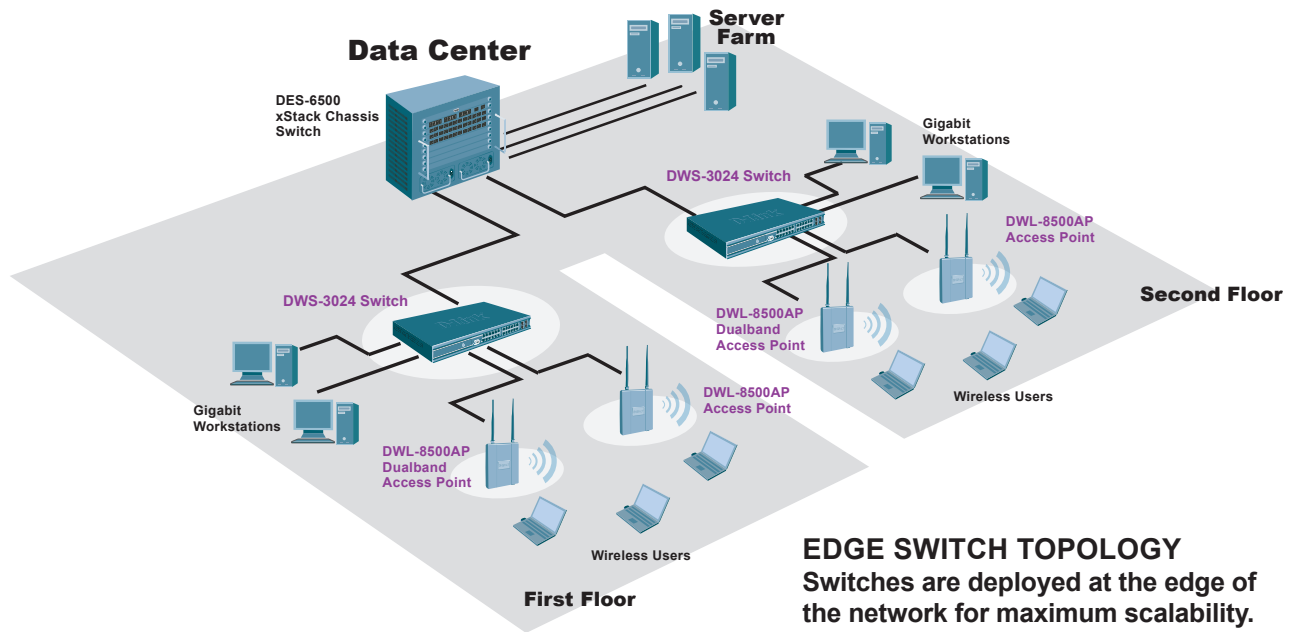 Server
Farm
Data Center
DES-6500
xStack Chassis
Switch
Gigabit
Workstations
DWS-3024 Switch
D-Link
DWL-8500AP
Access Point
Second Floor
DWL-8500AP
Dualband
Access Point
Wireless Users
DWS-3024 Switch
D-Link
Gigabit
Workstations
DWL-8500AP
Access Point
DWL-8500AP
Dualband
Access Point
Wireless Users
First Floor
EDGE SWITCH TOPOLOGY
Switches are deployed at the edge of
the network for maximum scalability.